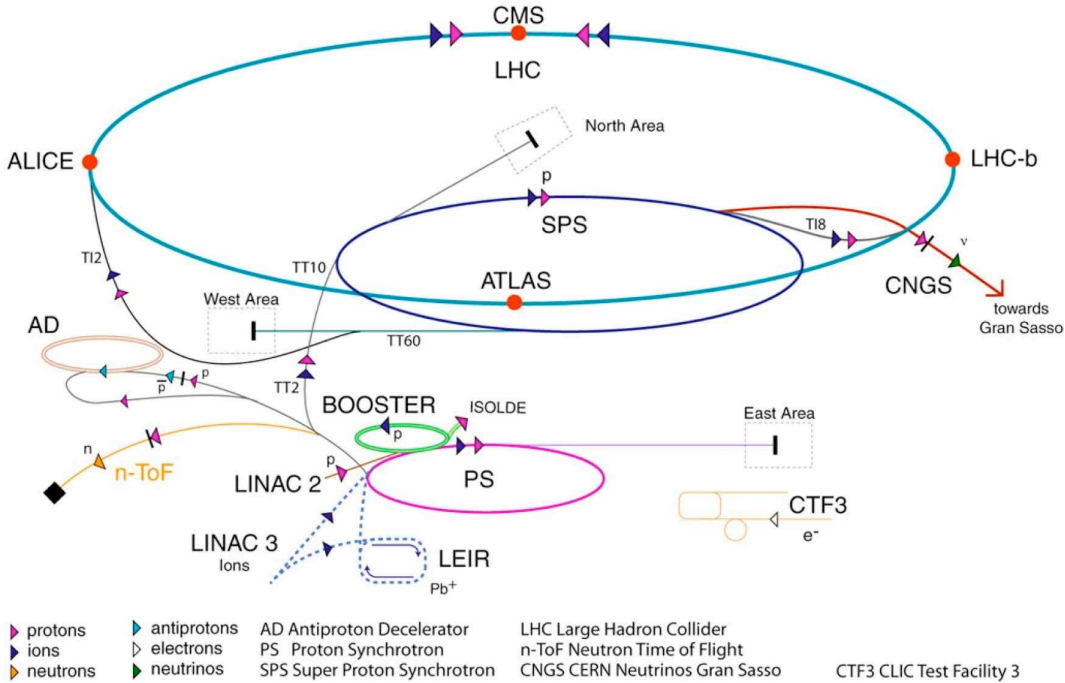 CMS
LHC
North Area
ALICE
LHC-b
p
SPS
TI8
ν
TI2
TT10
West Area
ATLAS
CNGS
towards
Gran Sasso
AD
TT60
p
p
TT2
BOOSTER
ISOLDE
East Area
p
n
n-ToF
p
LINAC 2
PS
CTF3
e-
LINAC 3
Ions
LEIR
Pb+
protons
antiprotons
AD Antiproton Decelerator
LHC Large Hadron Collider
ions
electrons
PS Proton Synchrotron
n-ToF Neutron Time of Flight
neutrons
neutrinos
SPS Super Proton Synchrotron
CNGS CERN Neutrinos Gran Sasso
CTF3 CLIC Test Facility 3